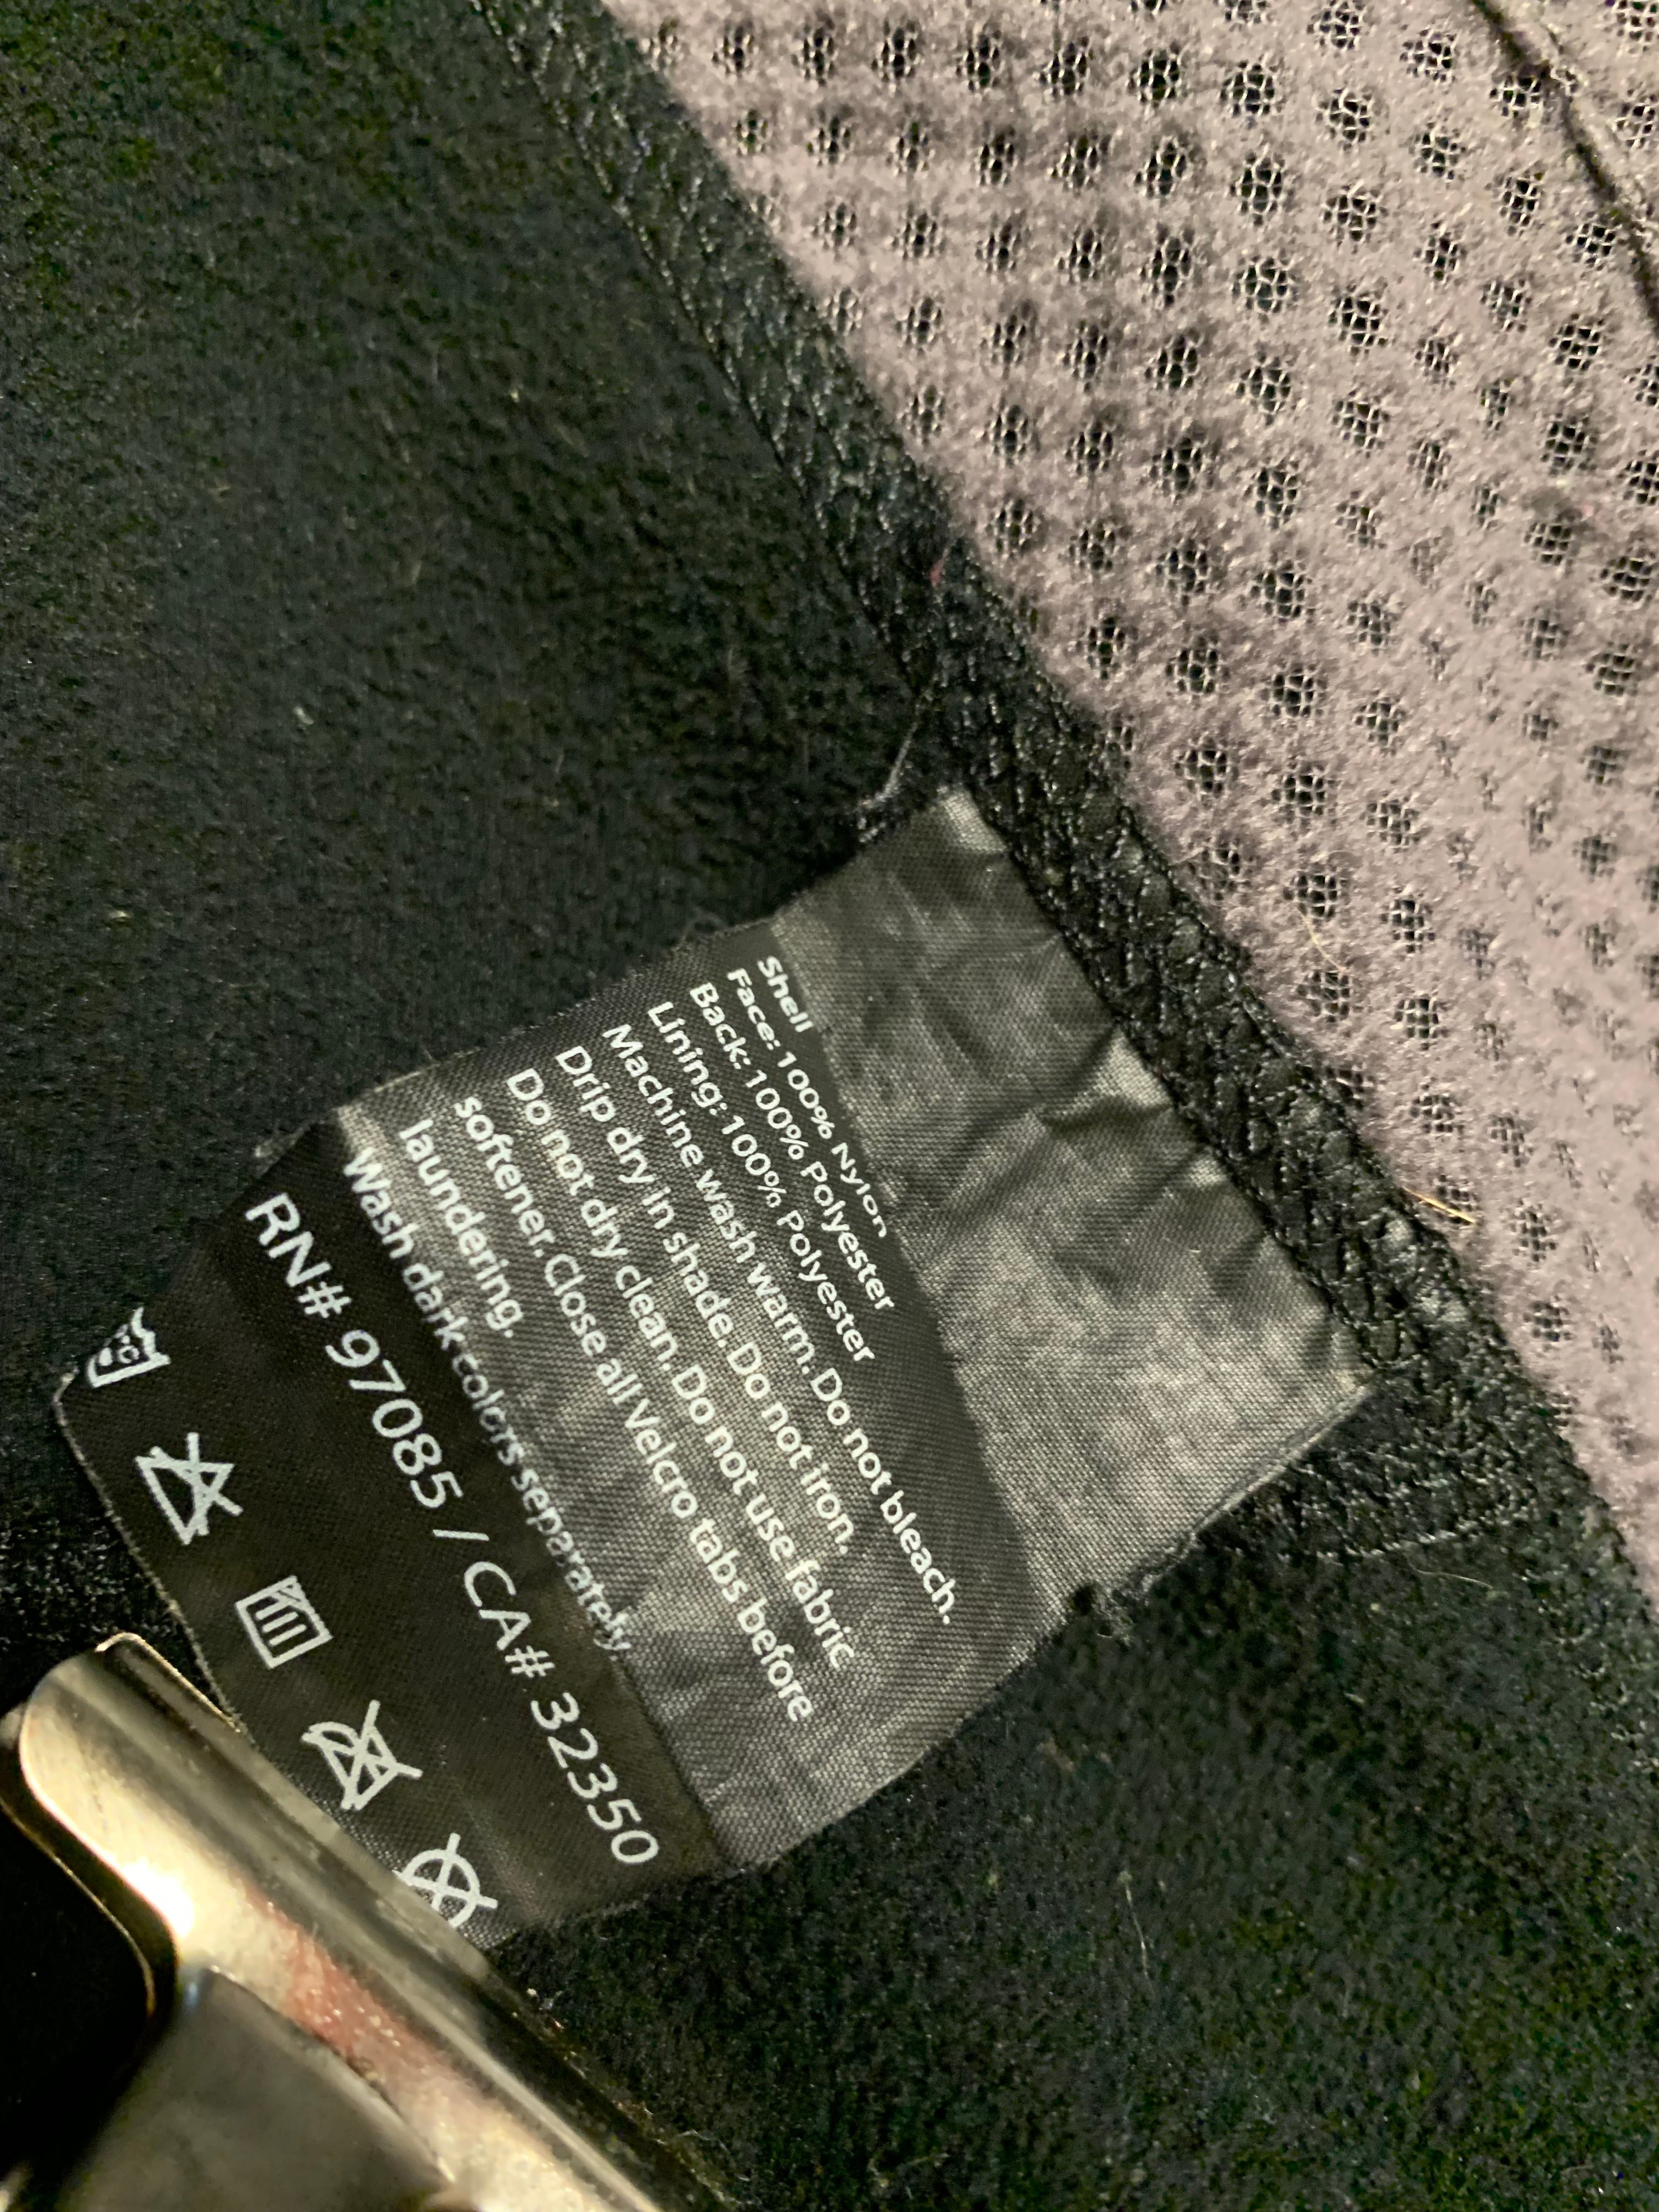 Shell
Face: 100% Nylon
Back: 100% Polyester
Lining: 100% Polyester
Machine wash warm. Do not bleach.
Drip dry in shade. Do not iron.
Do not dry clean. Do not use fabric
softener. Close all Velcro tabs before
laundering.
Wash dark colors separately
RN# 97085 / CA# 32350